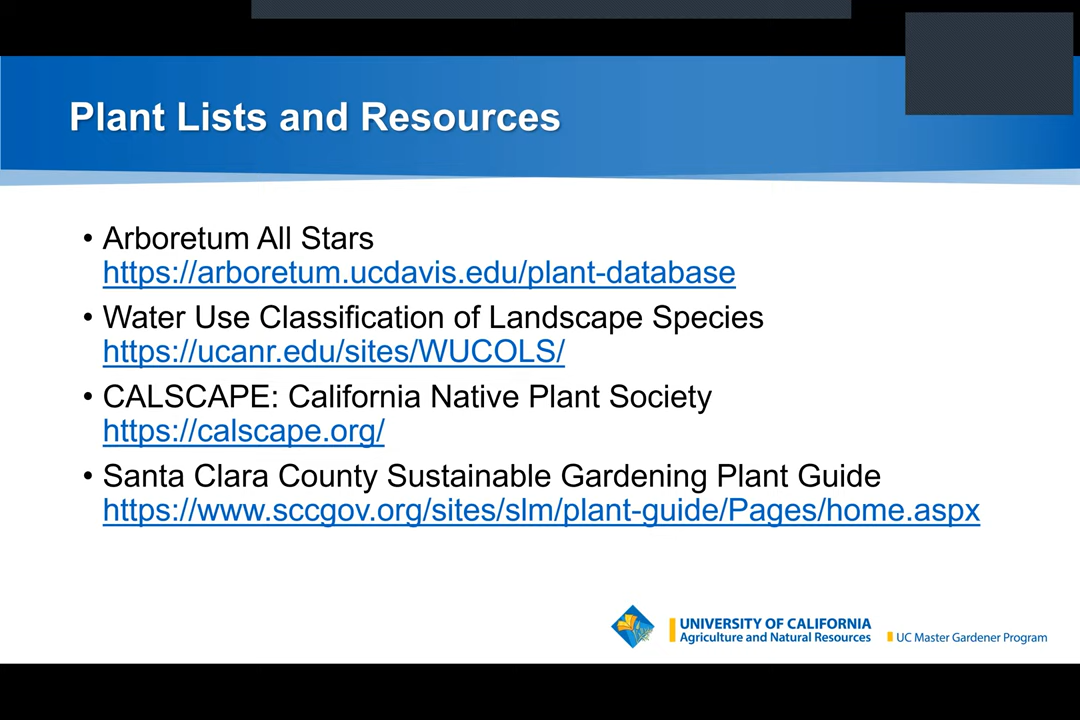 Plant Lists and Resources
• Arboretum All Stars
https://arboretum.ucdavis.edu/plant-database
• Water Use Classification of Landscape Species
https://ucanr.edu/sites/WUCOLS/
• CALSCAPE: California Native Plant Society
https://calscape.org/
• Santa Clara County Sustainable Gardening Plant Guide
https://www.sccgov.org/sites/slm/plant-guide/Pages/home.aspx
UNIVERSITY OF CALIFORNIA
Agriculture and Natural Resources
UC Master Gardener Program